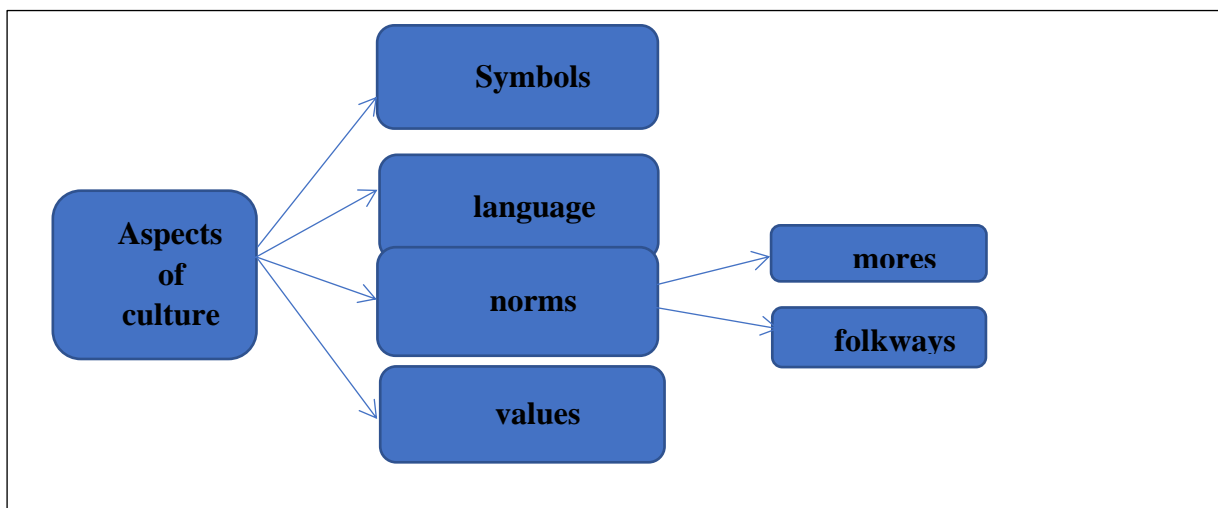 Symbols
language
Aspects
of
culture
norms
mores
folkways
values